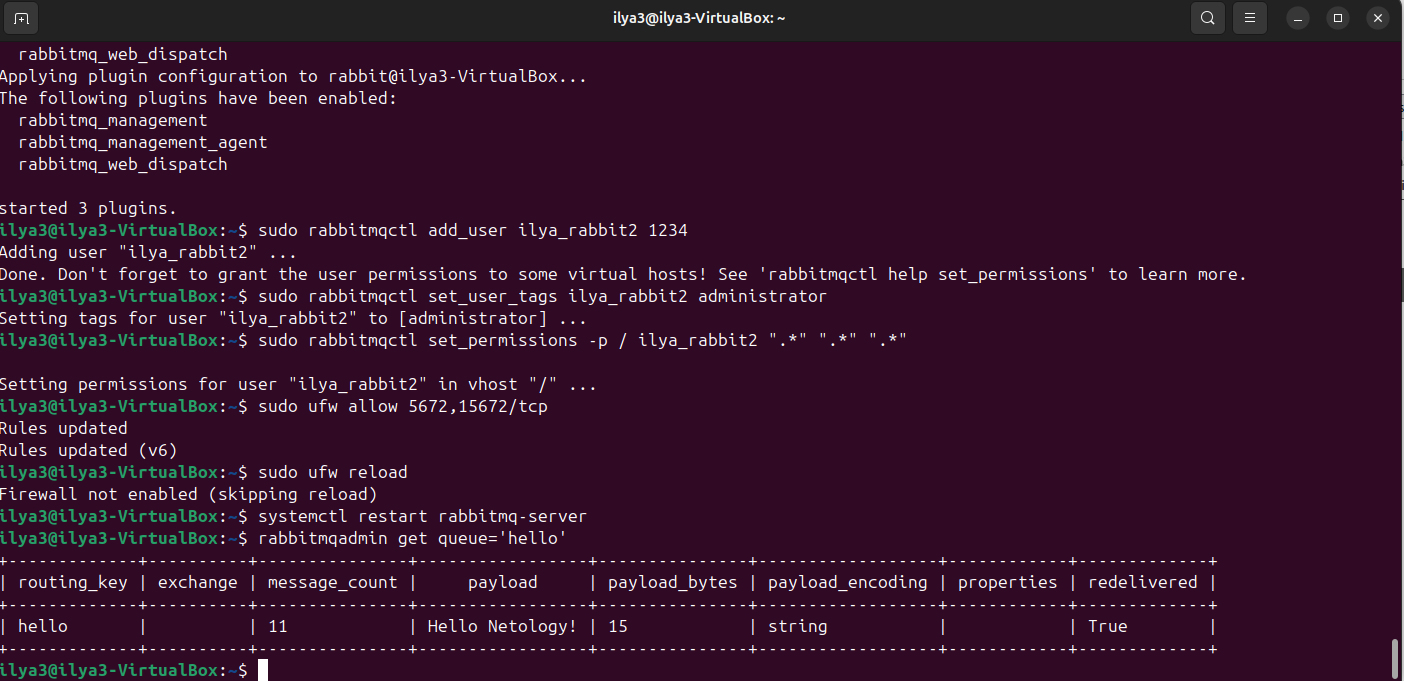 ilya3@ilya3-VirtualBox: ~
rabbitmq_web_dispatch
Applying plugin configuration to rabbit@ilya3-VirtualBox...
The following plugins have been enabled:
  rabbitmq_management
  rabbitmq_management_agent
  rabbitmq_web_dispatch

started 3 plugins.
ilya3@ilya3-VirtualBox:~$ sudo rabbitmqctl add_user ilya_rabbit2 1234
Adding user "ilya_rabbit2" ...
Done. Don't forget to grant the user permissions to some virtual hosts! See 'rabbitmqctl help set_permissions' to learn more.
ilya3@ilya3-VirtualBox:~$ sudo rabbitmqctl set_user_tags ilya_rabbit2 administrator
Setting tags for user "ilya_rabbit2" to [administrator] ...
ilya3@ilya3-VirtualBox:~$ sudo rabbitmqctl set_permissions -p / ilya_rabbit2 ".*" ".*" ".*"

Setting permissions for user "ilya_rabbit2" in vhost "/" ...
ilya3@ilya3-VirtualBox:~$ sudo ufw allow 5672,15672/tcp
Rules updated
Rules updated (v6)
ilya3@ilya3-VirtualBox:~$ sudo ufw reload
Firewall not enabled (skipping reload)
ilya3@ilya3-VirtualBox:~$ systemctl restart rabbitmq-server
ilya3@ilya3-VirtualBox:~$ rabbitmqadmin get queue='hello'
+-------------+----------+---------------+-----------------+---------------+------------------+------------+-------------+
| routing_key | exchange | message_count |     payload     | payload_bytes | payload_encoding | properties | redelivered |
+-------------+----------+---------------+-----------------+---------------+------------------+------------+-------------+
| hello       |          | 11            | Hello Netology! | 15            | string           |            | True        |
+-------------+----------+---------------+-----------------+---------------+------------------+------------+-------------+
ilya3@ilya3-VirtualBox:~$